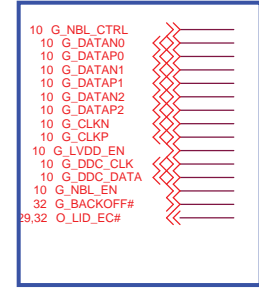 10 G_NBL_CTRL
10 G_DATAN0
10 G_DATAP0
10 G_DATAN1
10 G_DATAP1
10 G_DATAN2
10 G_DATAP2
10 G_CLKN
10 G_CLKP
10 G_LVDD_EN
10 G_DDC_CLK
10 G_DDC_DATA
10 G_NBL_EN
32 G_BACKOFF#
29,32 O_LID_EC#